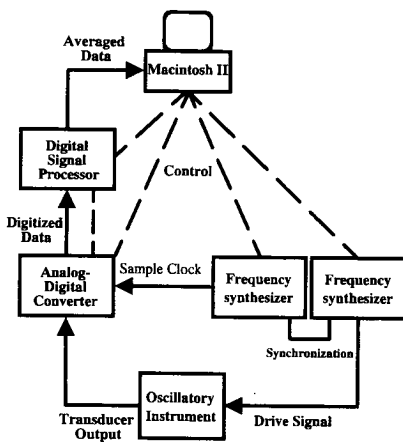 Averaged
Data
Macintosh II
Digital
Signal
Processor
Control
Digitized
Data
Analog-
Digital
Converter
Sample Clock
Frequency
synthesizer
Frequency
synthesizer
Synchronization
Oscillatory
Instrument
Transducer
Output
Drive Signal